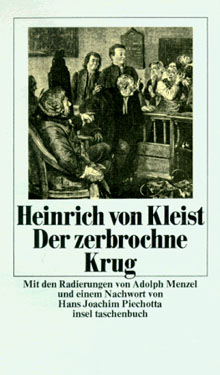 Heinrich von Kleist
Der zerbrochne
Krug
Mit den Radierungen von Adolph Menzel
und einem Nachwort von
Hans Joachim Piechotta
insel taschenbuch